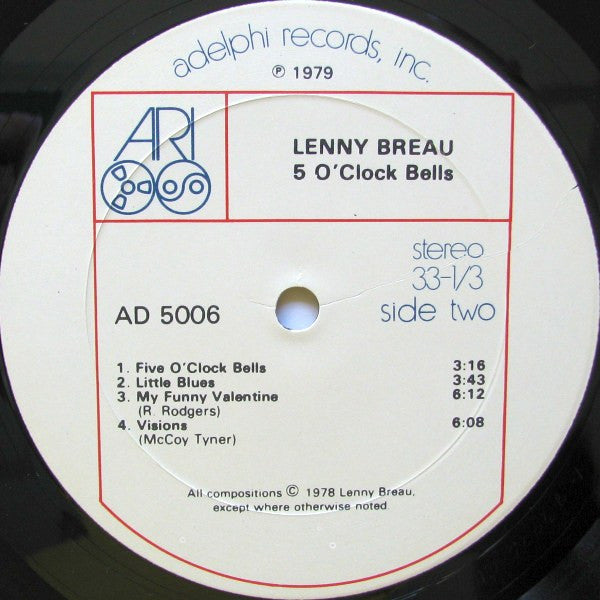 adelphi records, inc.
℗ 1979
ARI
LENNY BREAU
5 O'Clock Bells
stereo
33-1/3
AD 5006
side two
1. Five O'Clock Bells 3:16
2. Little Blues 3:43
3. My Funny Valentine 6:12
(R. Rodgers)
4. Visions 6:08
(McCoy Tyner)
All compositions © 1978 Lenny Breau,
except where otherwise noted.